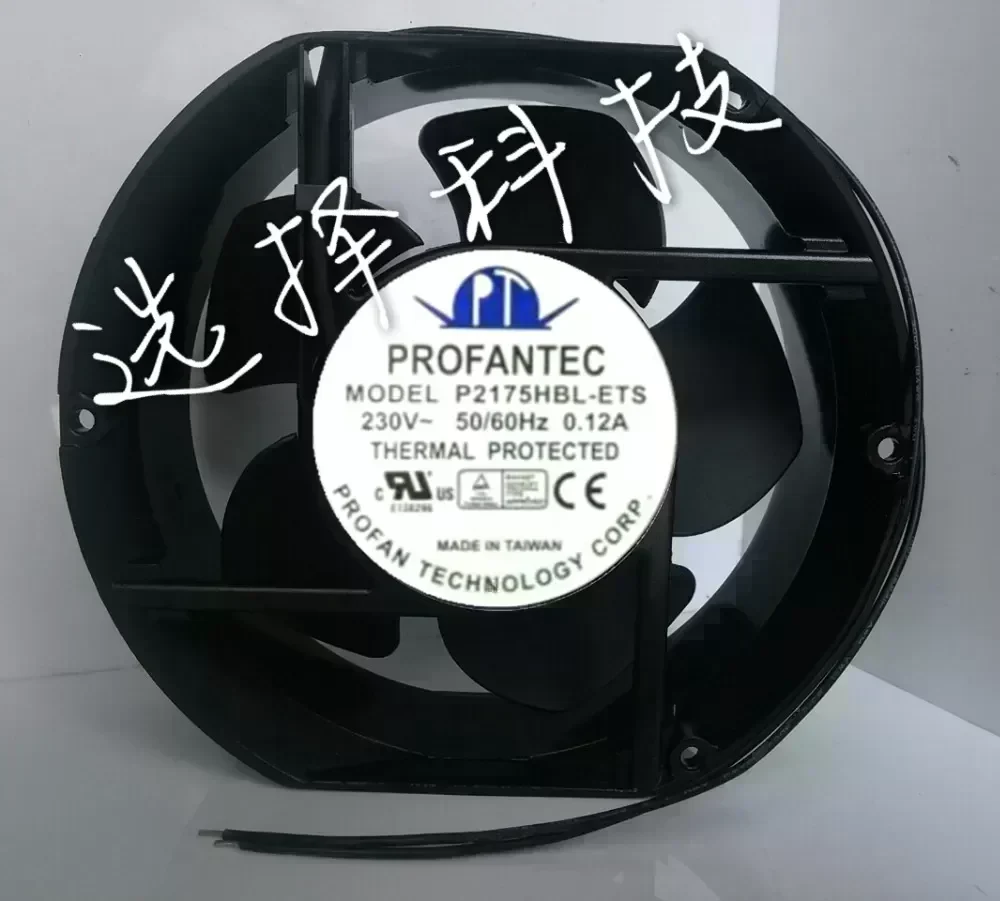 选择科技
PT
PROFANTEC
MODEL P2175HBL-ETS
230V~ 50/60Hz 0.12A
THERMAL PROTECTED
C US CE
MADE IN TAIWAN
PROFAN TECHNOLOGY CORP.